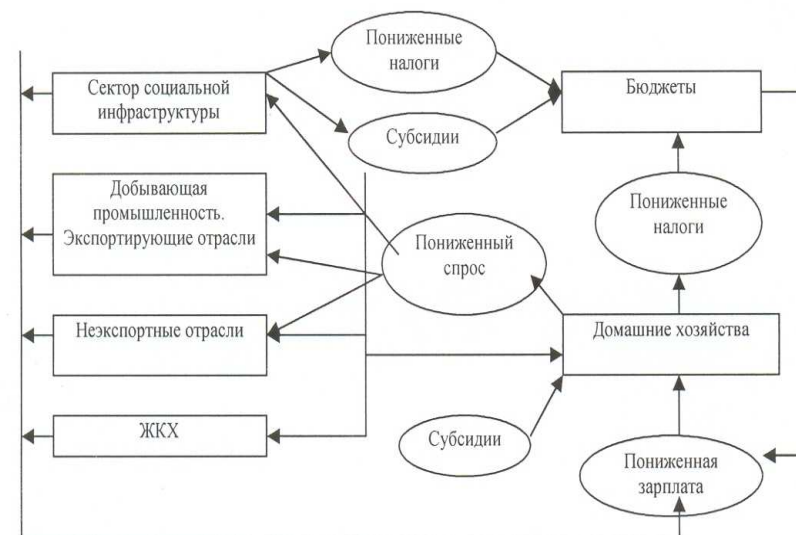 Пониженные
налоги
Сектор социальной
инфраструктуры
Бюджеты
Субсидии
Добывающая
промышленность.
Экспортирующие отрасли
Пониженные
налоги
Пониженный
спрос
Неэкспортные отрасли
Домашние хозяйства
ЖКХ
Субсидии
Пониженная
зарплата